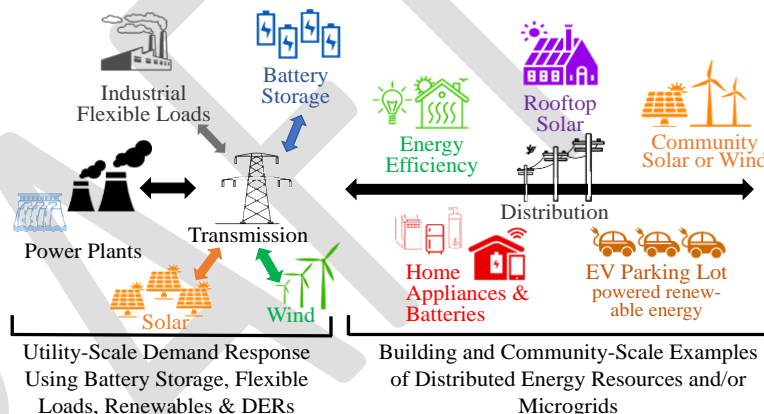 Industrial
Flexible Loads
Battery
Storage
Energy
Efficiency
Rooftop
Solar
Community
Solar or Wind
Power Plants
Transmission
Distribution
Solar
Wind
Home
Appliances &
Batteries
EV Parking Lot
powered renew-
able energy
Utility-Scale Demand Response
Using Battery Storage, Flexible
Loads, Renewables & DERs
Building and Community-Scale Examples
of Distributed Energy Resources and/or
Microgrids